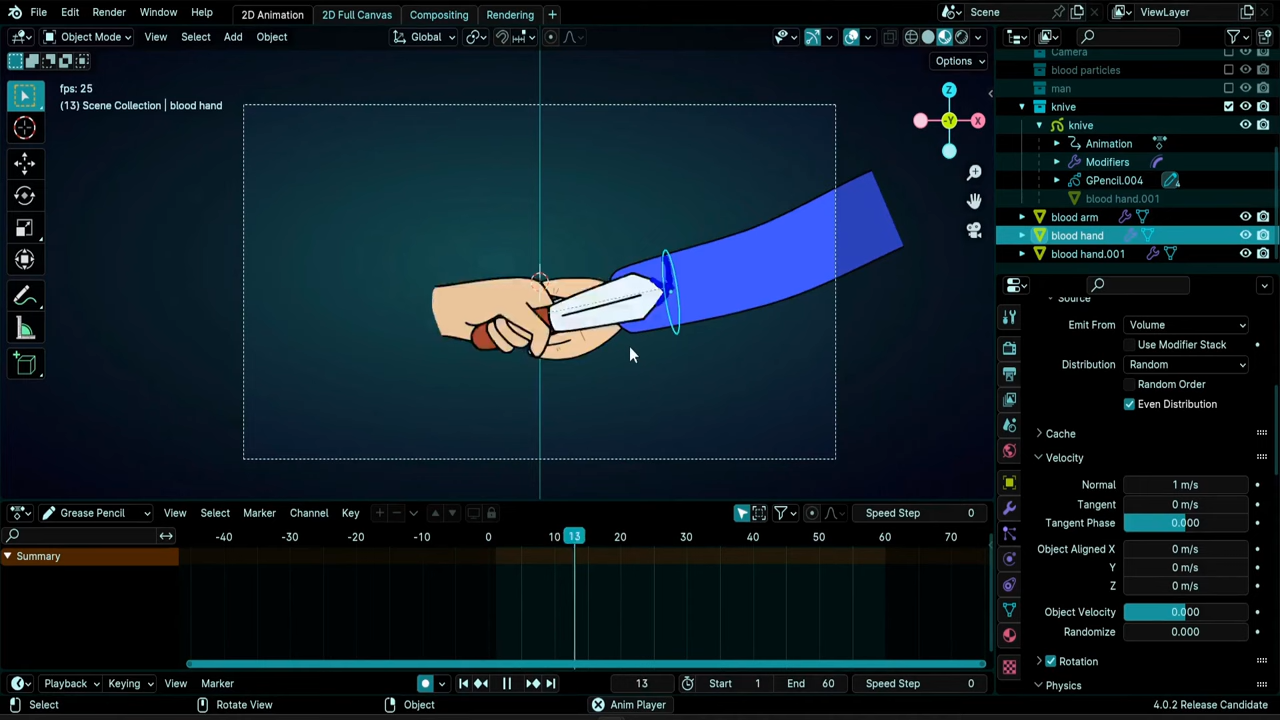 File Edit Render Window Help 2D Animation 2D Full Canvas Compositing Rendering + Scene ViewLayer
Object Mode View Select Add Object Global
Options
fps: 25
(13) Scene Collection | blood hand
Z
-Y
X
Camera
blood particles
man
knive
knive
Animation
Modifiers
GPencil.004 4
blood hand.001
blood arm
blood hand
blood hand.001
Source
Emit From Volume
Use Modifier Stack
Distribution Random
Random Order
Even Distribution
Cache
Velocity
Normal 1 m/s
Tangent 0 m/s
Tangent Phase 0.000
Object Aligned X 0 m/s
Y 0 m/s
Z 0 m/s
Object Velocity 0.000
Randomize 0.000
Rotation
Physics
Grease Pencil View Select Marker Channel Key Speed Step 0
-40 -30 -20 -10 0 10 13 20 30 40 50 60 70
Summary
Playback Keying View Marker 13 Start 1 End 60 Speed Step 0
Select Rotate View Object Anim Player 4.0.2 Release Candidate